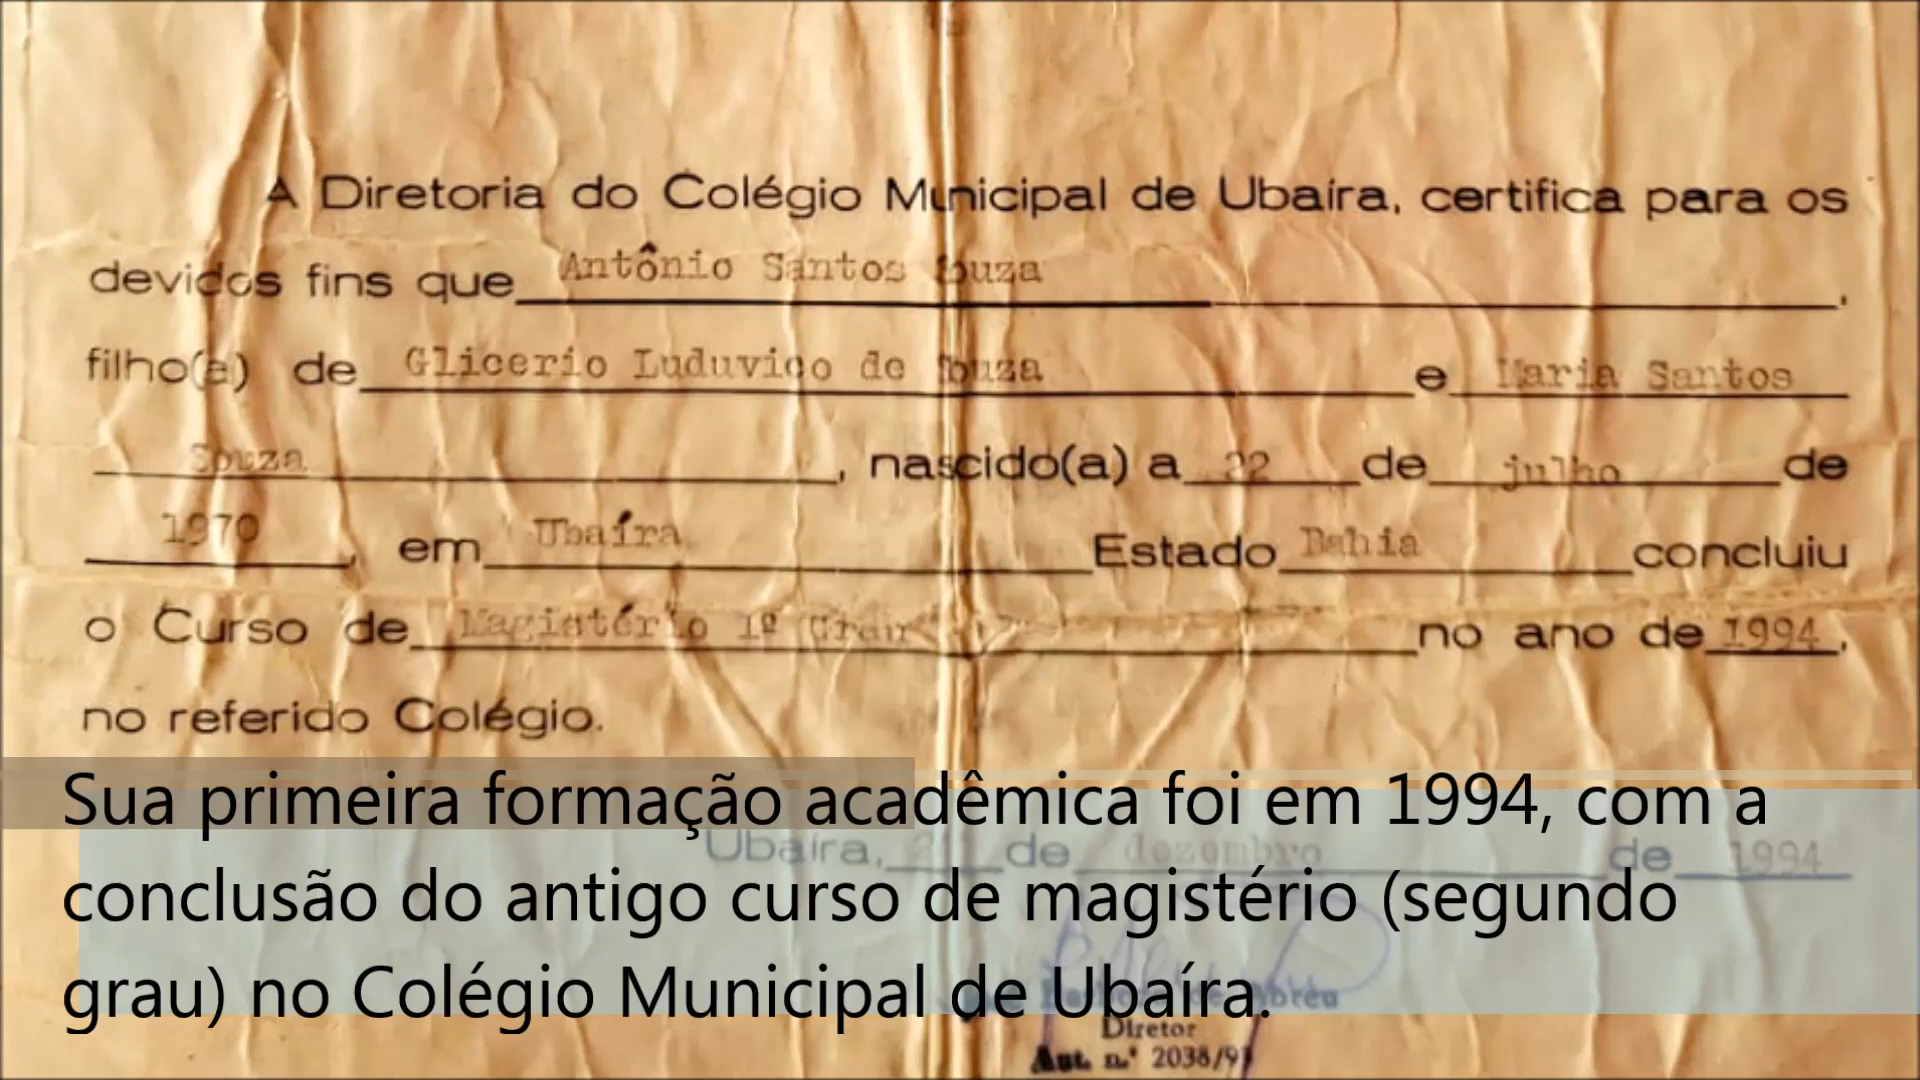 A Diretoria do Colégio Municipal de Ubaíra, certifica para os
devidos fins que Antônio Santos Souza,
filho(a) de Glicerio Luduvico de Souza e Maria Santos
Souza, nascido(a) a 22 de julho de
1970, em Ubaíra Estado Bahia concluiu
o Curso de Magistério 1º Grau no ano de 1994,
no referido Colégio.
Sua primeira formação acadêmica foi em 1994, com a
Ubaíra, de dezembro de 1994
conclusão do antigo curso de magistério (segundo
grau) no Colégio Municipal de Ubaíra.
Diretor
Aut. n.º 2038/9